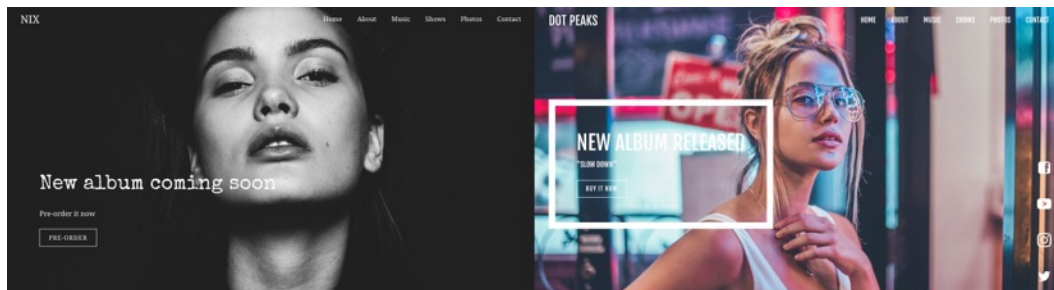 NIX
Home About Music Shows Photos Contact
New album coming soon
Pre-order it now
PRE-ORDER
DOT PEAKS
HOME ABOUT MUSIC SHOWS PHOTOS CONTACT
OPEN
NEW ALBUM RELEASED
"SLOW DOWN"
BUY IT NOW